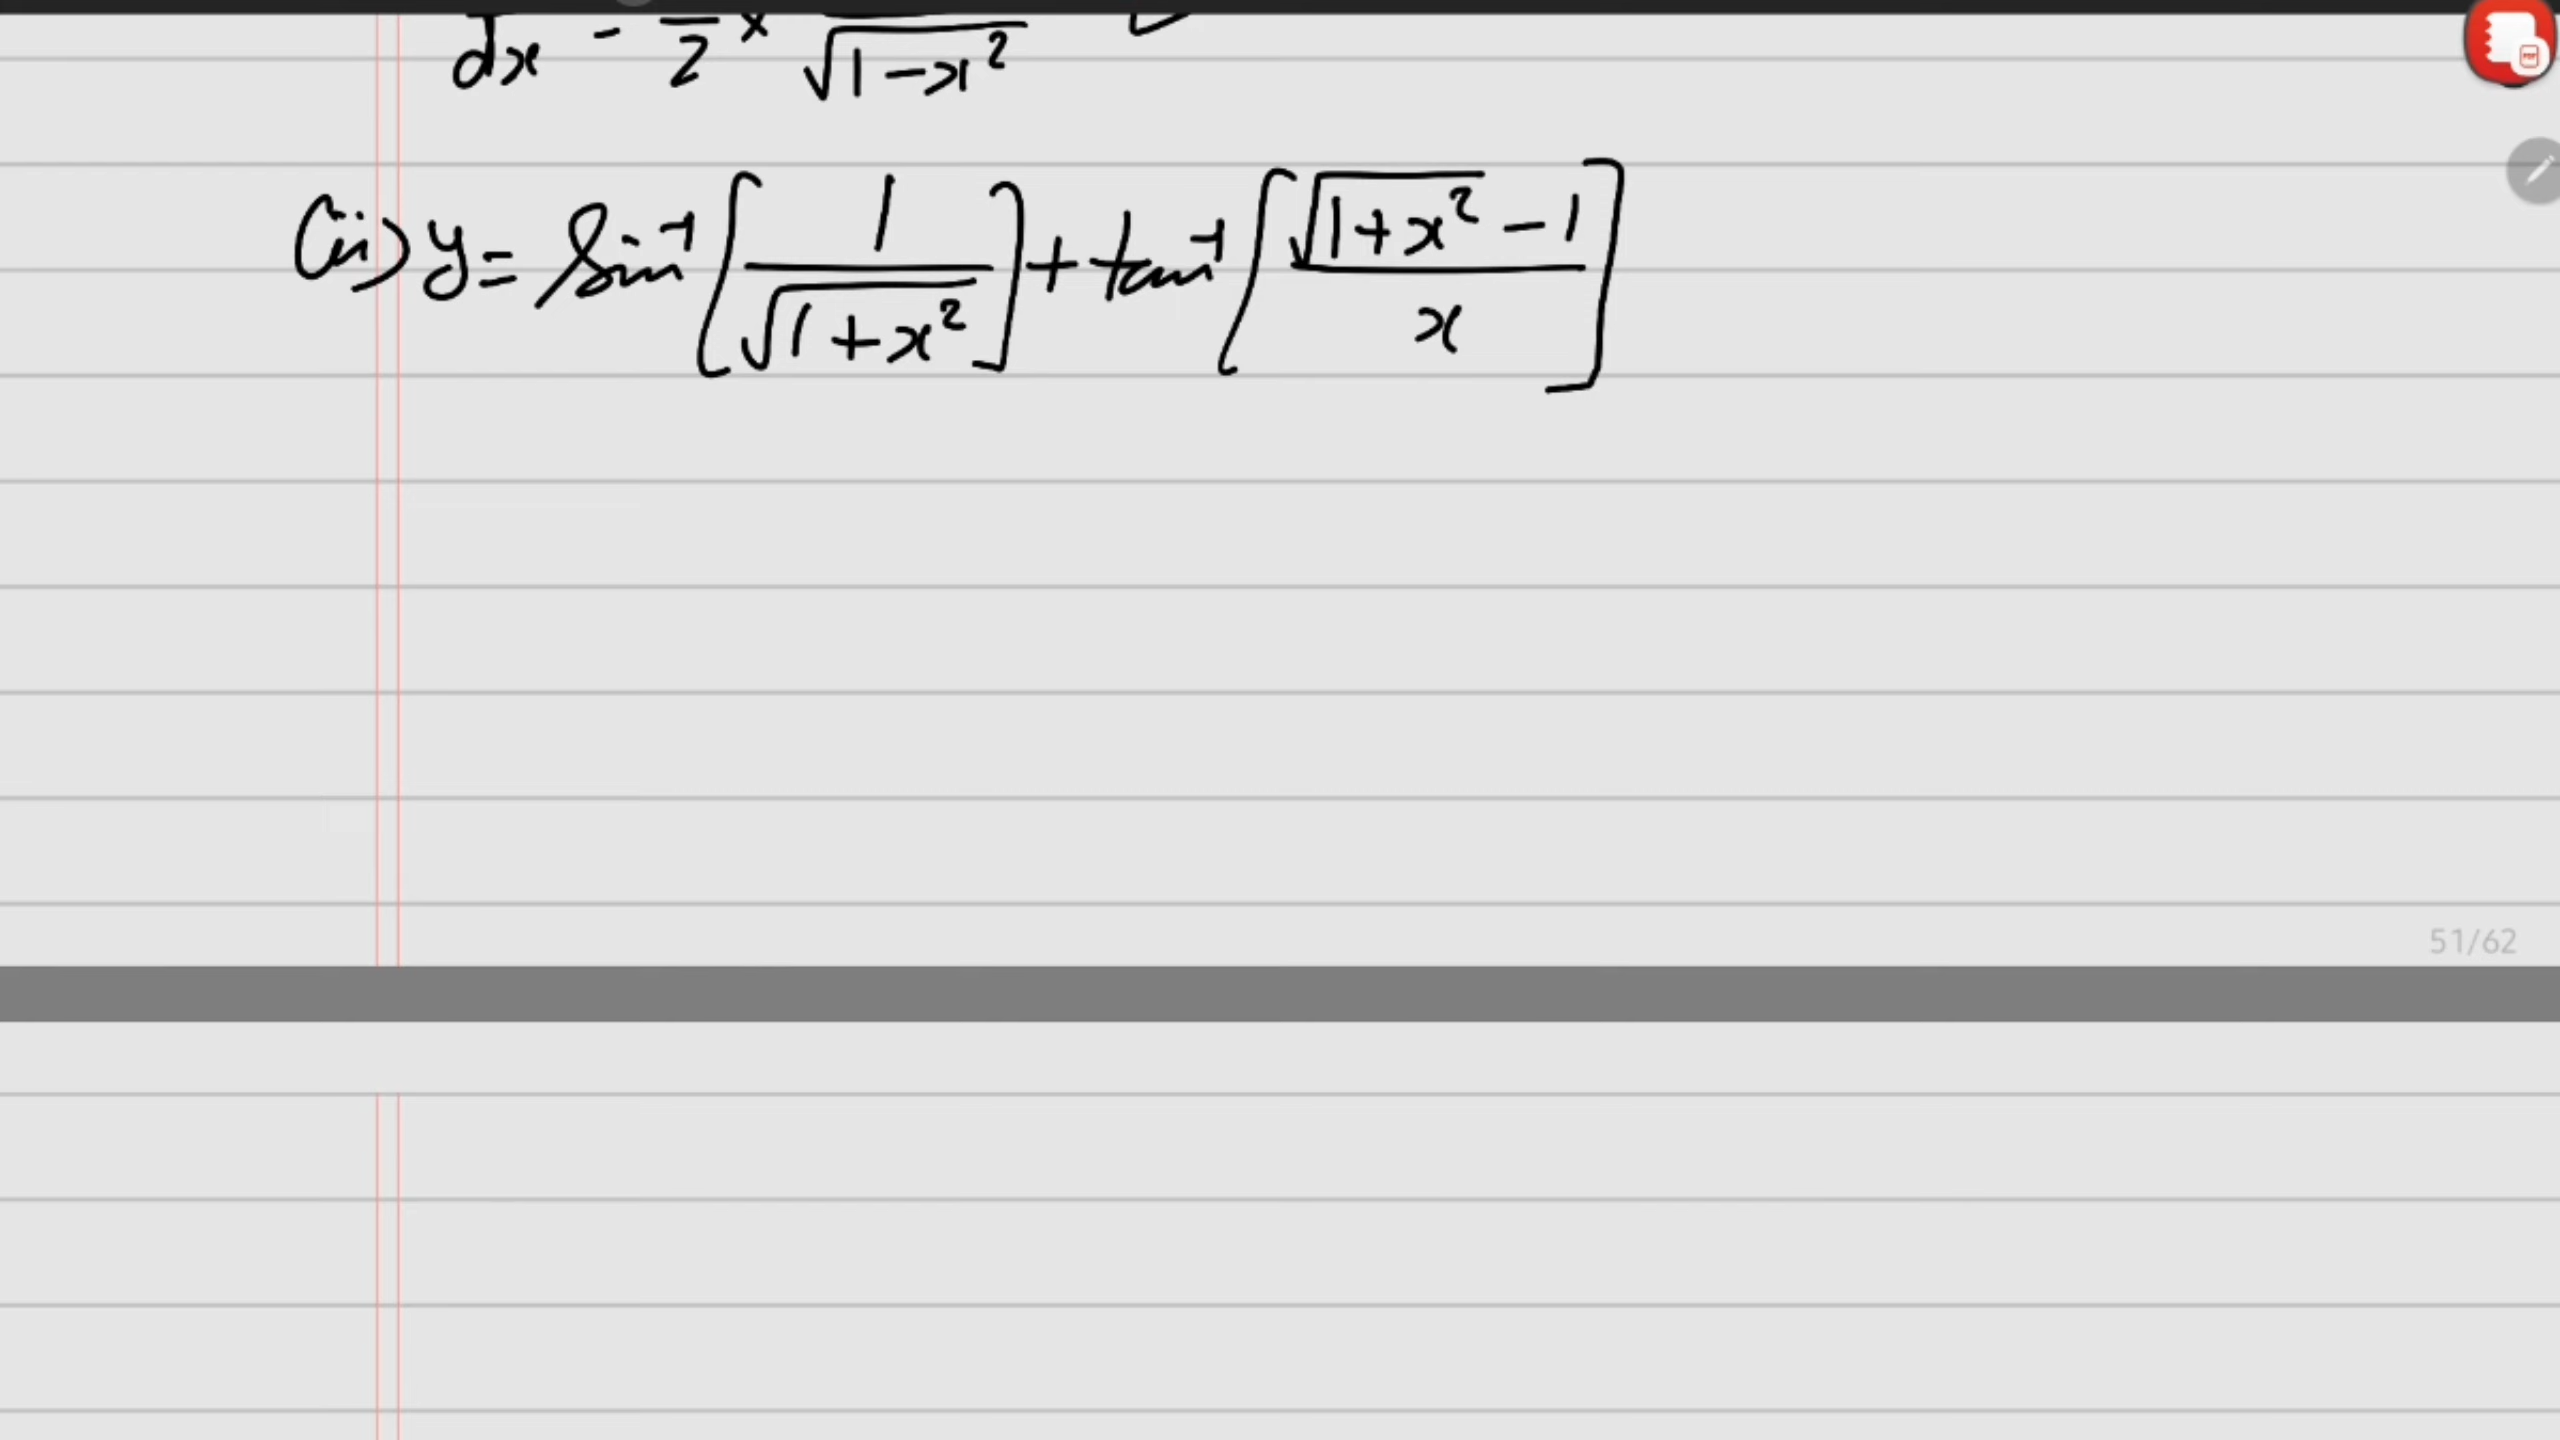 dx = 2 × √1-x²
(ii) y = Sin⁻¹[1/√1+x²] + tan⁻¹[√1+x² - 1/x]
51/62